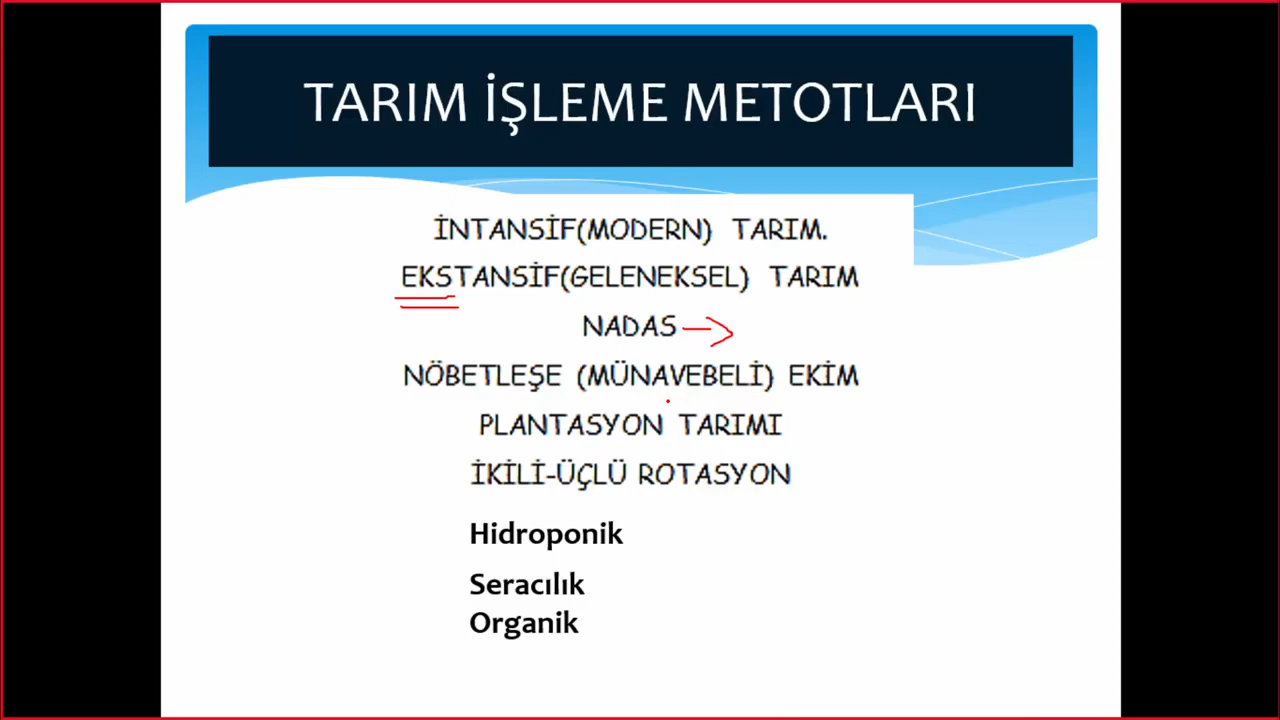 TARIM İŞLEME METOTLARI
İNTANSİF(MODERN) TARIM.
EKSTANSİF(GELENEKSEL) TARIM
NADAS
NÖBETLEŞE (MÜNAVEBELİ) EKİM
PLANTASYON TARIMI
İKİLİ-ÜÇLÜ ROTASYON
Hidroponik
Seracılık
Organik